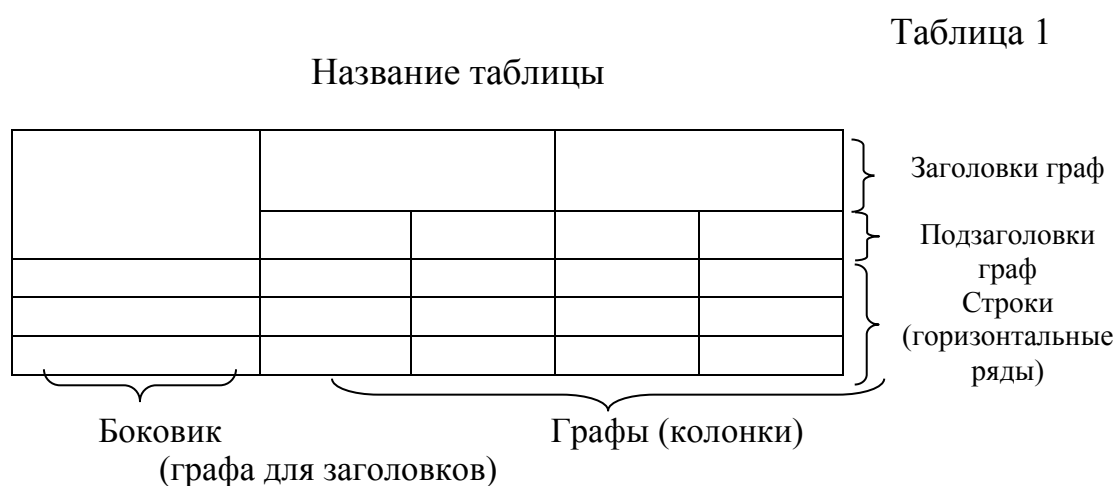 Таблица 1
Название таблицы
Заголовки граф
Подзаголовки
граф
Строки
(горизонтальные
ряды)
Боковик
(графа для заголовков)
Графы (колонки)